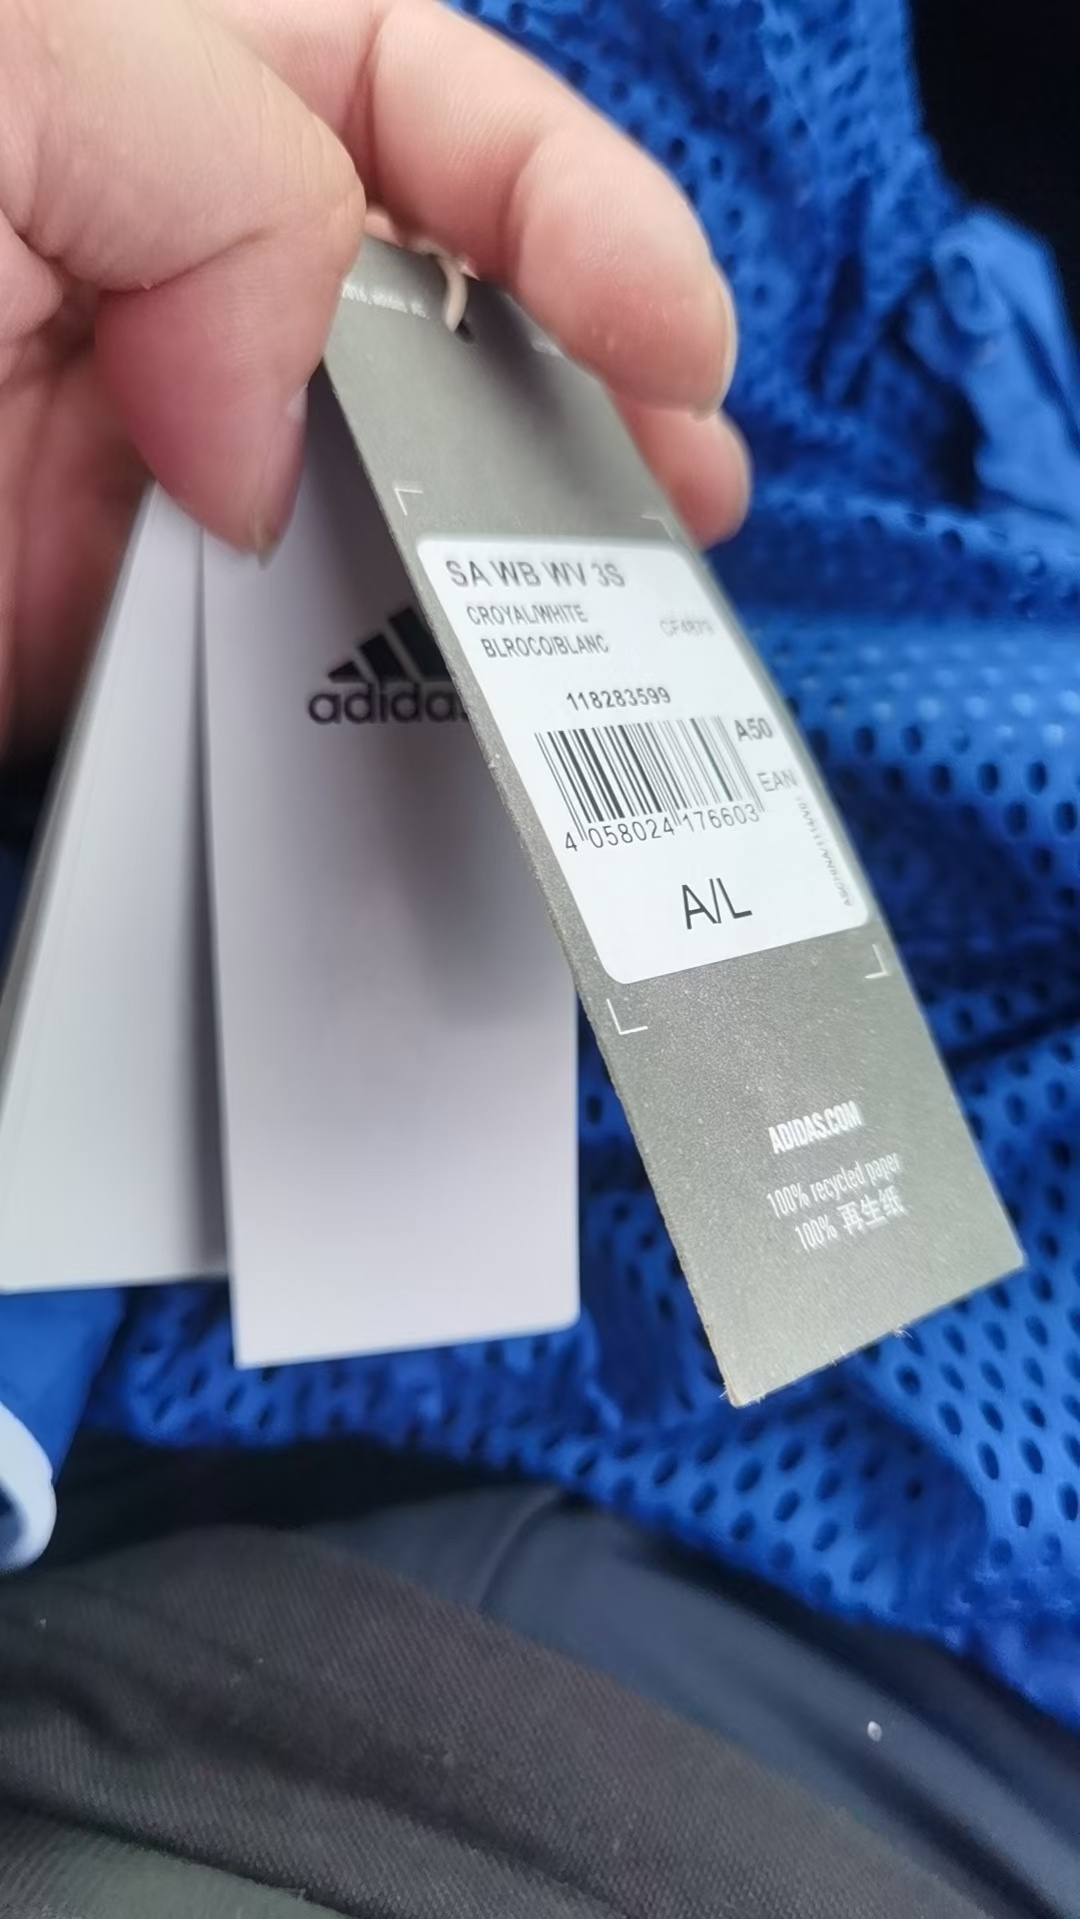 adidas
SA WB WV 3S
CROYAL/WHITE
BLROCO/BLANC
CF4879
118283599
A50
EAN
4 058024 176603
A/L
ADIDAS.COM
100% recycled paper
100% 再生纸